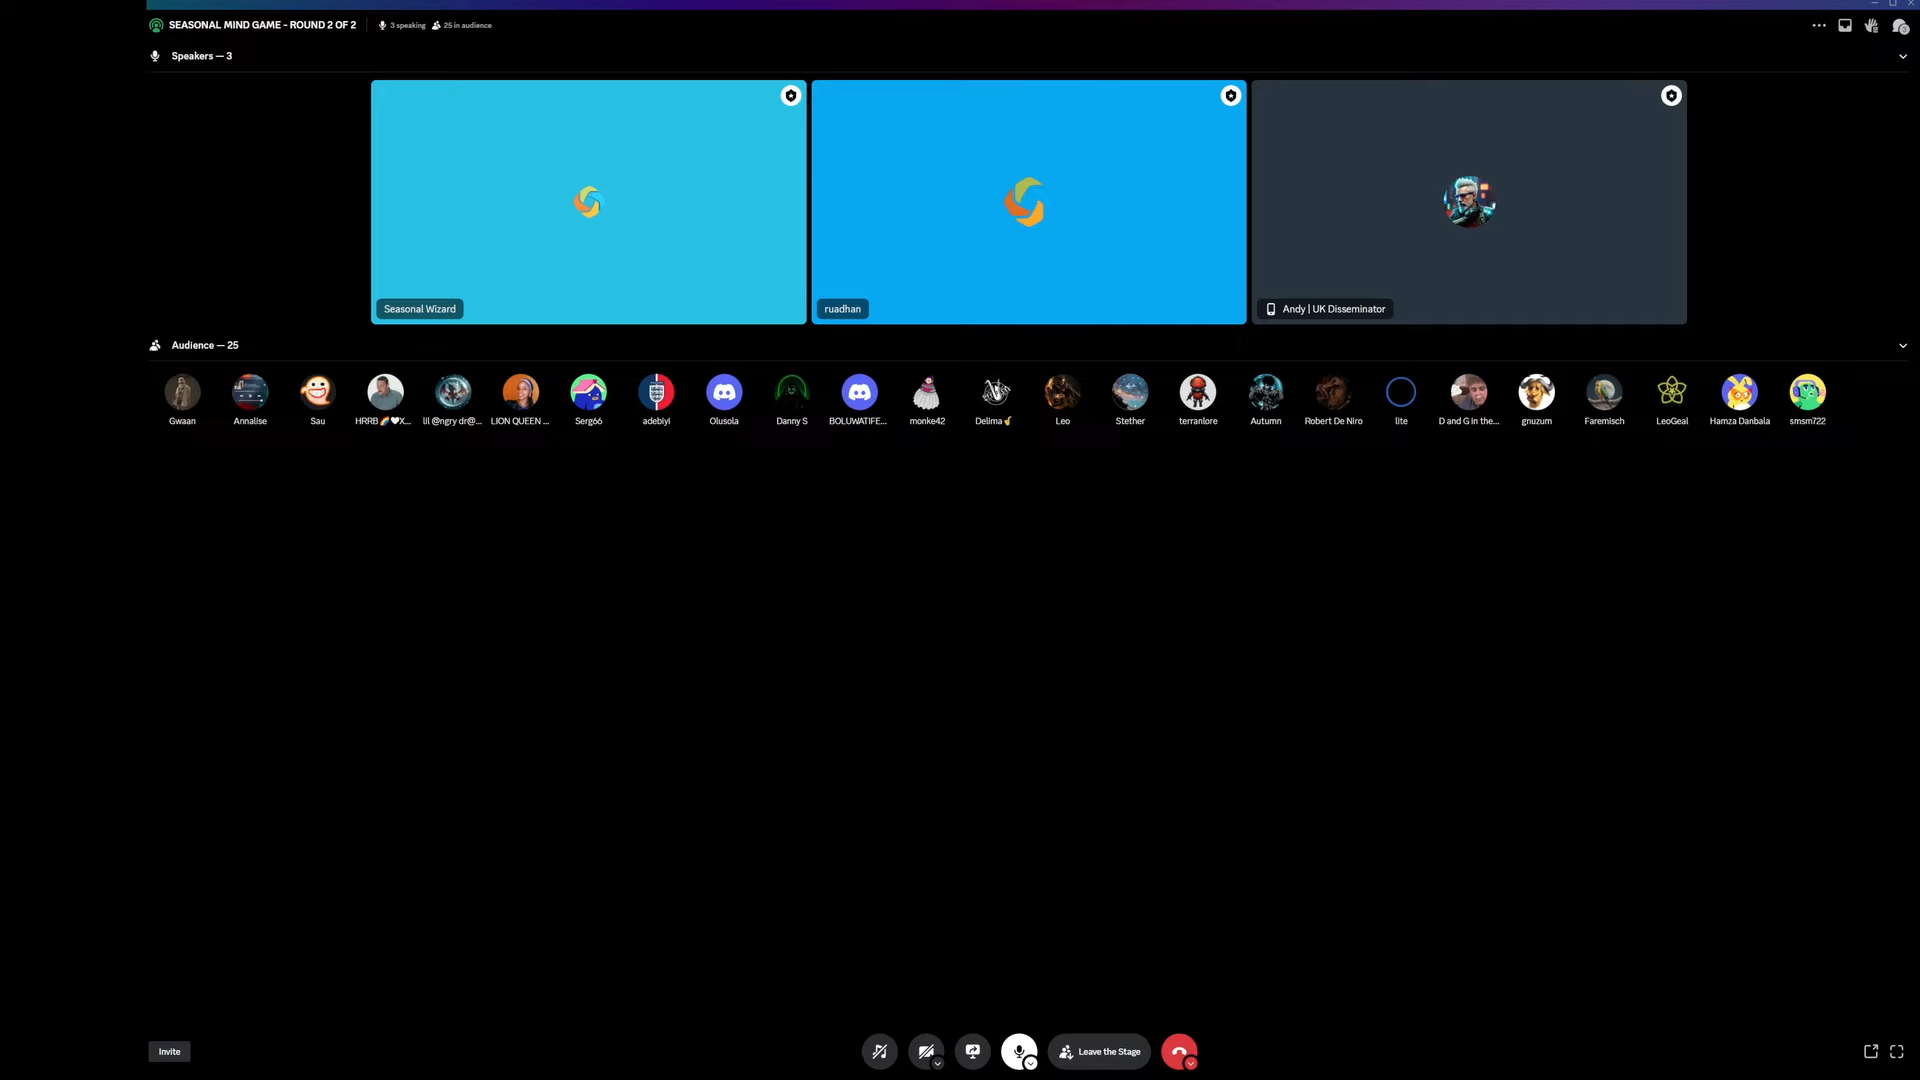 SEASONAL MIND GAME - ROUND 2 OF 2
3 speaking
25 in audience
Speakers — 3
Seasonal Wizard
ruadhan
Andy | UK Disseminator
Audience — 25
Gwaan
Annalise
Sau
HRRB🌈🖤X...
lil @ngry dr@...
LION QUEEN ...
Serg66
adebiyi
Olusola
Danny S
BOLUWATIFE...
monke42
Delima
Leo
Stether
terranlore
Autumn
Robert De Niro
lite
D and G in the...
gnuzum
Faremisch
LeoGeal
Hamza Danbala
smsm722
Invite
Leave the Stage